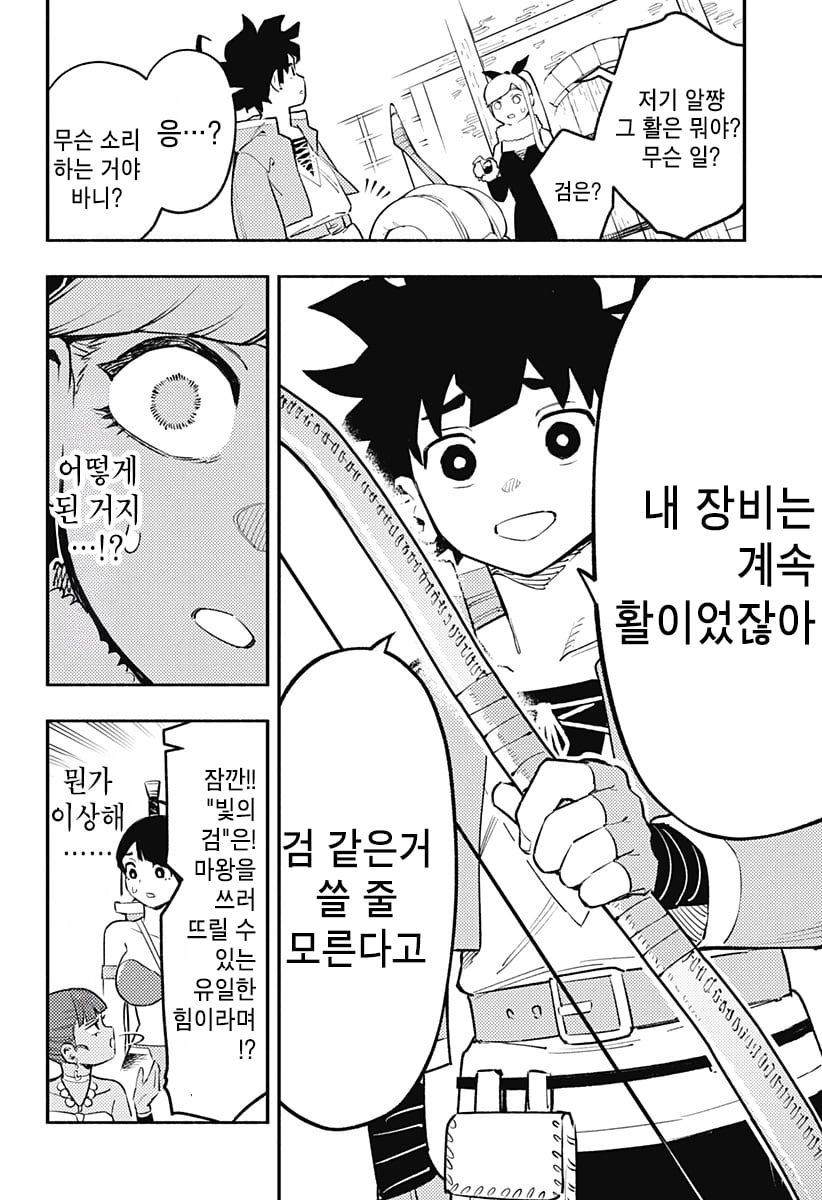 저기 알쨩
그 활은 뭐야?
무슨 일?
검은?
응…?
무슨 소리
하는 거야
바니?
내 장비는
계속
활이었잖아
검 같은거
쓸 줄
모른다고
어떻게
된 거지
…!?
잠깐!!
"빛의
검"은!
마왕을
쓰러
뜨릴 수
있는
유일한
힘이라며
!?
뭔가
이상해
……